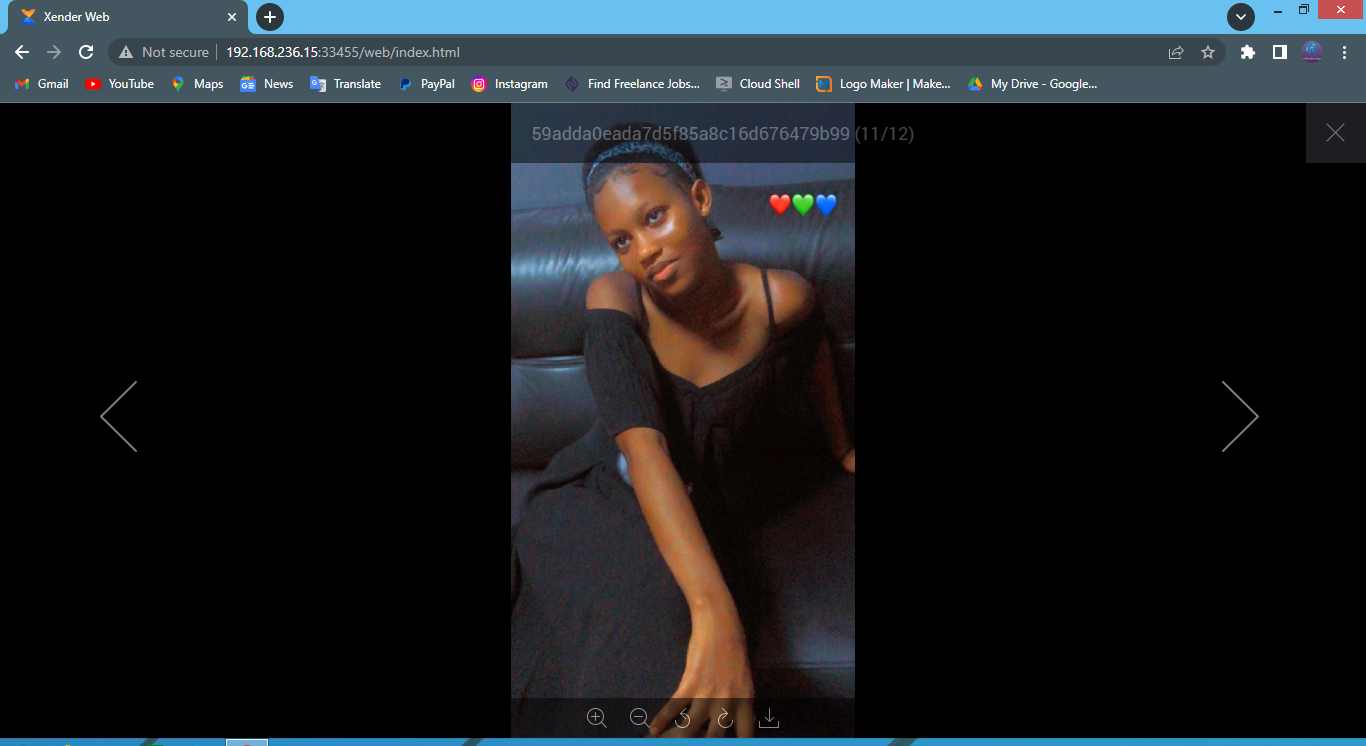 Xender Web
Not secure 192.168.236.15:33455/web/index.html
Gmail YouTube Maps News Translate PayPal Instagram Find Freelance Jobs... Cloud Shell Logo Maker | Make... My Drive - Google...
59adda0eada7d5f85a8c16d676479b99 (11/12)